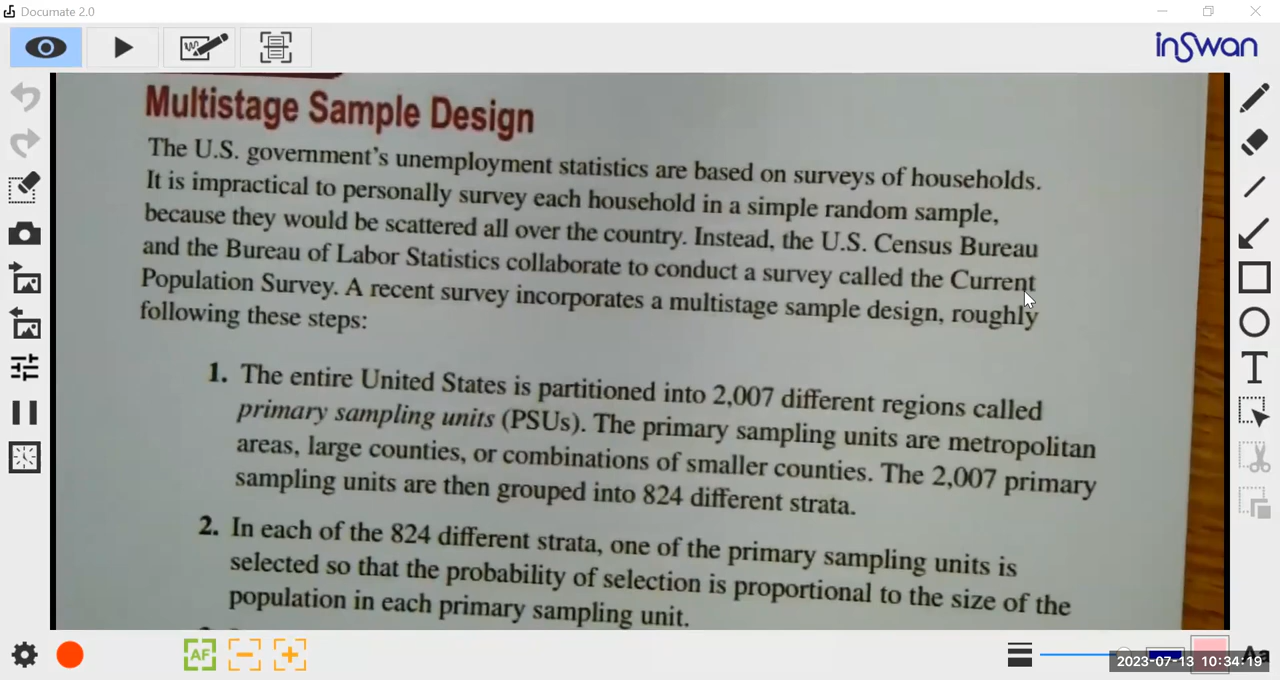 Documate 2.0
inSwan
Multistage Sample Design
The U.S. government's unemployment statistics are based on surveys of households.
It is impractical to personally survey each household in a simple random sample,
because they would be scattered all over the country. Instead, the U.S. Census Bureau
and the Bureau of Labor Statistics collaborate to conduct a survey called the Current
Population Survey. A recent survey incorporates a multistage sample design, roughly
following these steps:
1. The entire United States is partitioned into 2,007 different regions called
primary sampling units (PSUs). The primary sampling units are metropolitan
areas, large counties, or combinations of smaller counties. The 2,007 primary
sampling units are then grouped into 824 different strata.
2. In each of the 824 different strata, one of the primary sampling units is
selected so that the probability of selection is proportional to the size of the
population in each primary sampling unit.
T
AF
Aa
2023-07-13 10:34:19